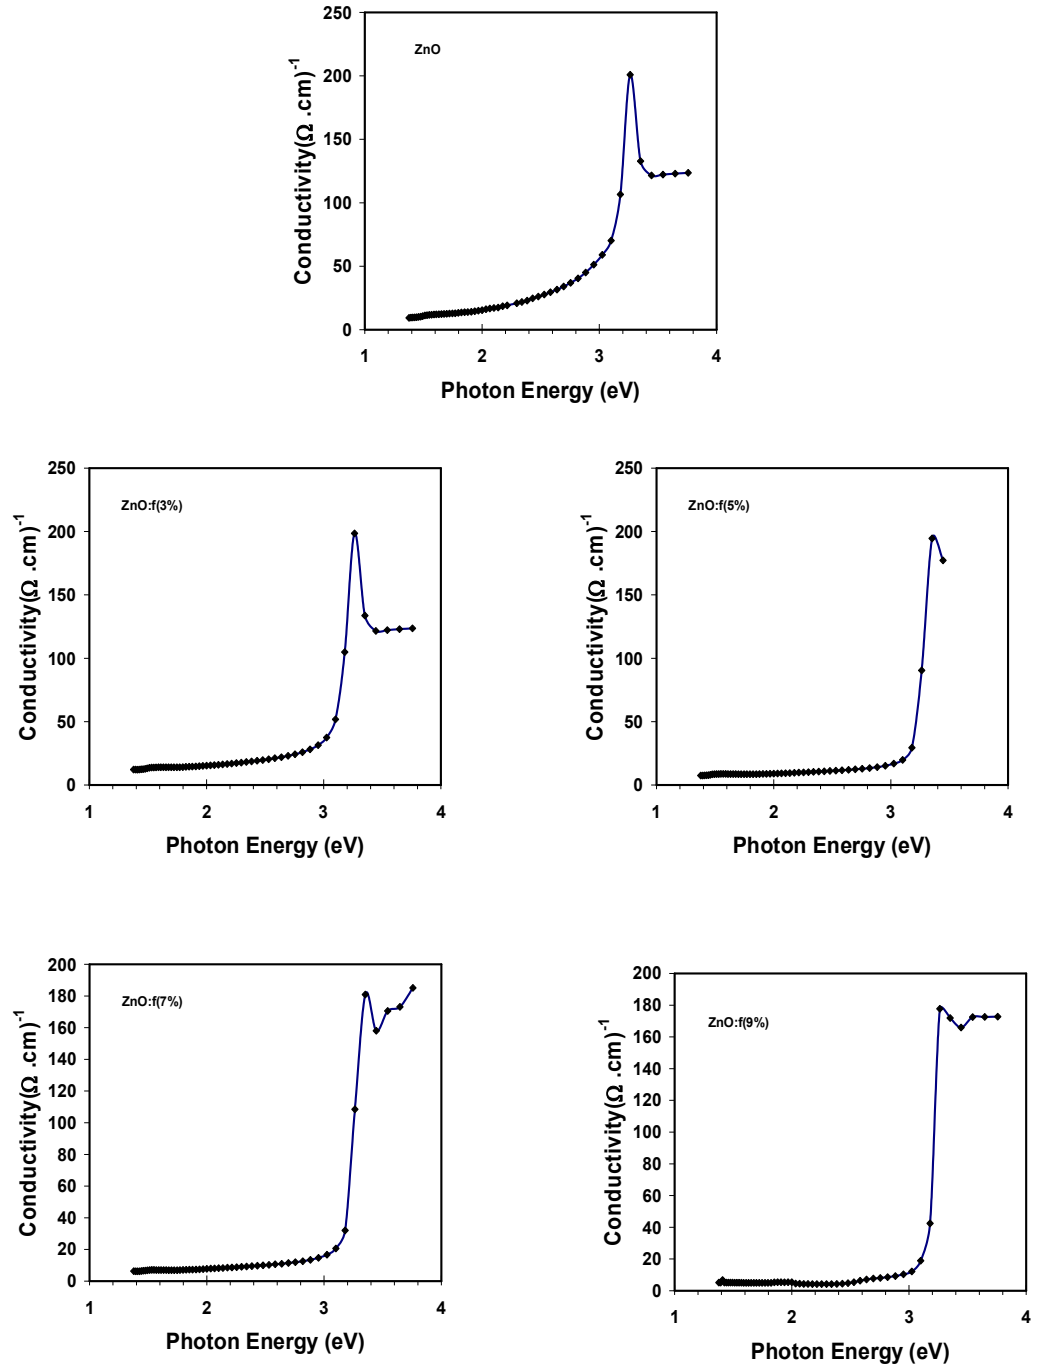 ZnO
Conductivity(Ω .cm)⁻¹
250
200
150
100
50
0
1 2 3 4
Photon Energy (eV)
ZnO:f(3%)
Conductivity(Ω .cm)⁻¹
250
200
150
100
50
0
1 2 3 4
Photon Energy (eV)
ZnO:f(5%)
Conductivity(Ω .cm)⁻¹
250
200
150
100
50
0
1 2 3 4
Photon Energy (eV)
ZnO:f(7%)
Conductivity(Ω .cm)⁻¹
200
180
160
140
120
100
80
60
40
20
0
1 2 3 4
Photon Energy (eV)
ZnO:f(9%)
Conductivity(Ω .cm)⁻¹
200
180
160
140
120
100
80
60
40
20
0
1 2 3 4
Photon Energy (eV)